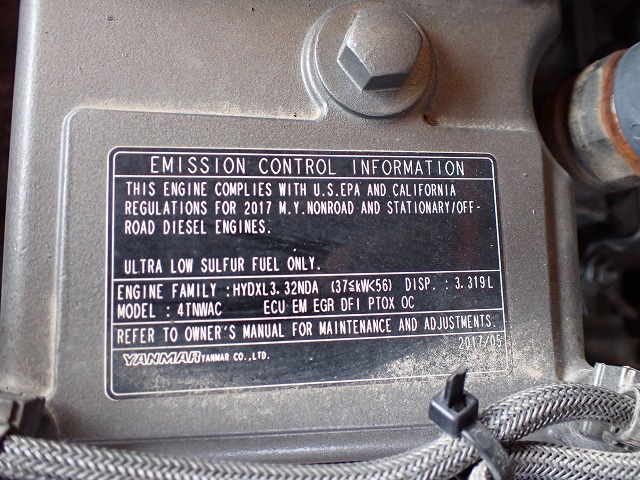 EMISSION CONTROL INFORMATION
THIS ENGINE COMPLIES WITH U.S.EPA AND CALIFORNIA
REGULATIONS FOR 2017 M.Y.NONROAD AND STATIONARY/OFF-
ROAD DIESEL ENGINES.
ULTRA LOW SULFUR FUEL ONLY.
ENGINE FAMILY :HYDXL3.32NDA (37≦kW<56) DISP. : 3.319L
MODEL : 4TNWAC ECU EM EGR DFI PTOX OC
REFER TO OWNER'S MANUAL FOR MAINTENANCE AND ADJUSTMENTS.
2017/05
YANMAR YANMAR CO.,LTD.